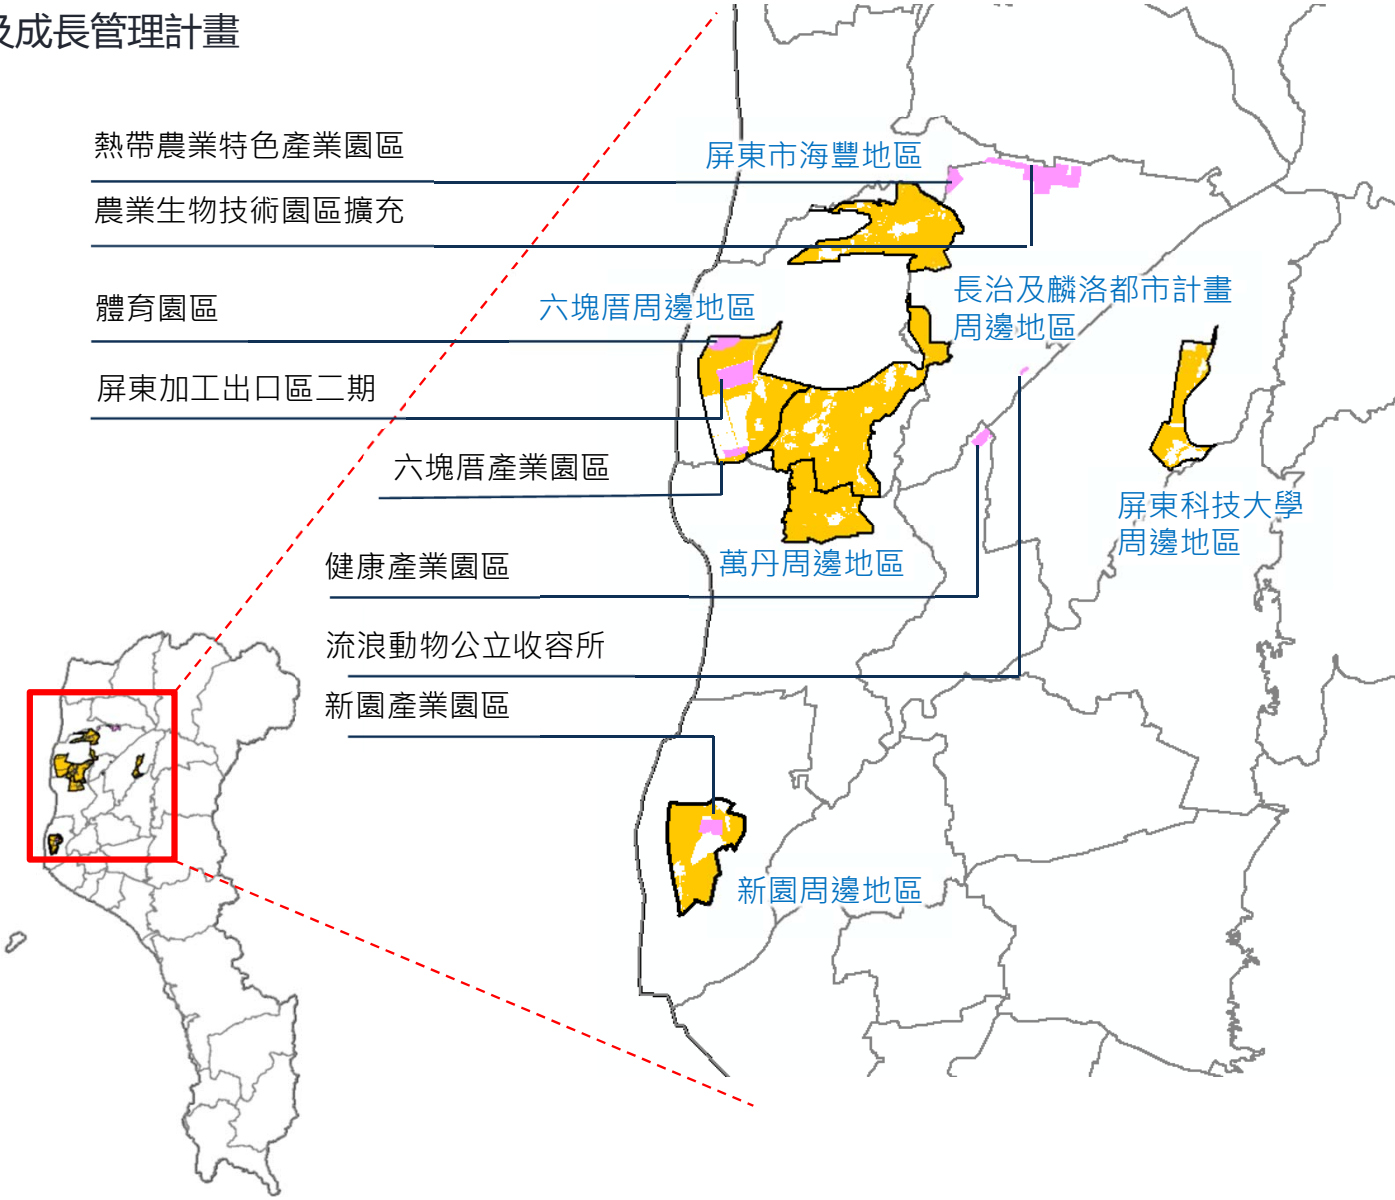 及成長管理計畫
熱帶農業特色產業園區
屏東市海豐地區
農業生物技術園區擴充
體育園區
六塊厝周邊地區
長治及麟洛都市計畫
周邊地區
屏東加工出口區二期
六塊厝產業園區
屏東科技大學
周邊地區
健康產業園區
萬丹周邊地區
流浪動物公立收容所
新園產業園區
新園周邊地區